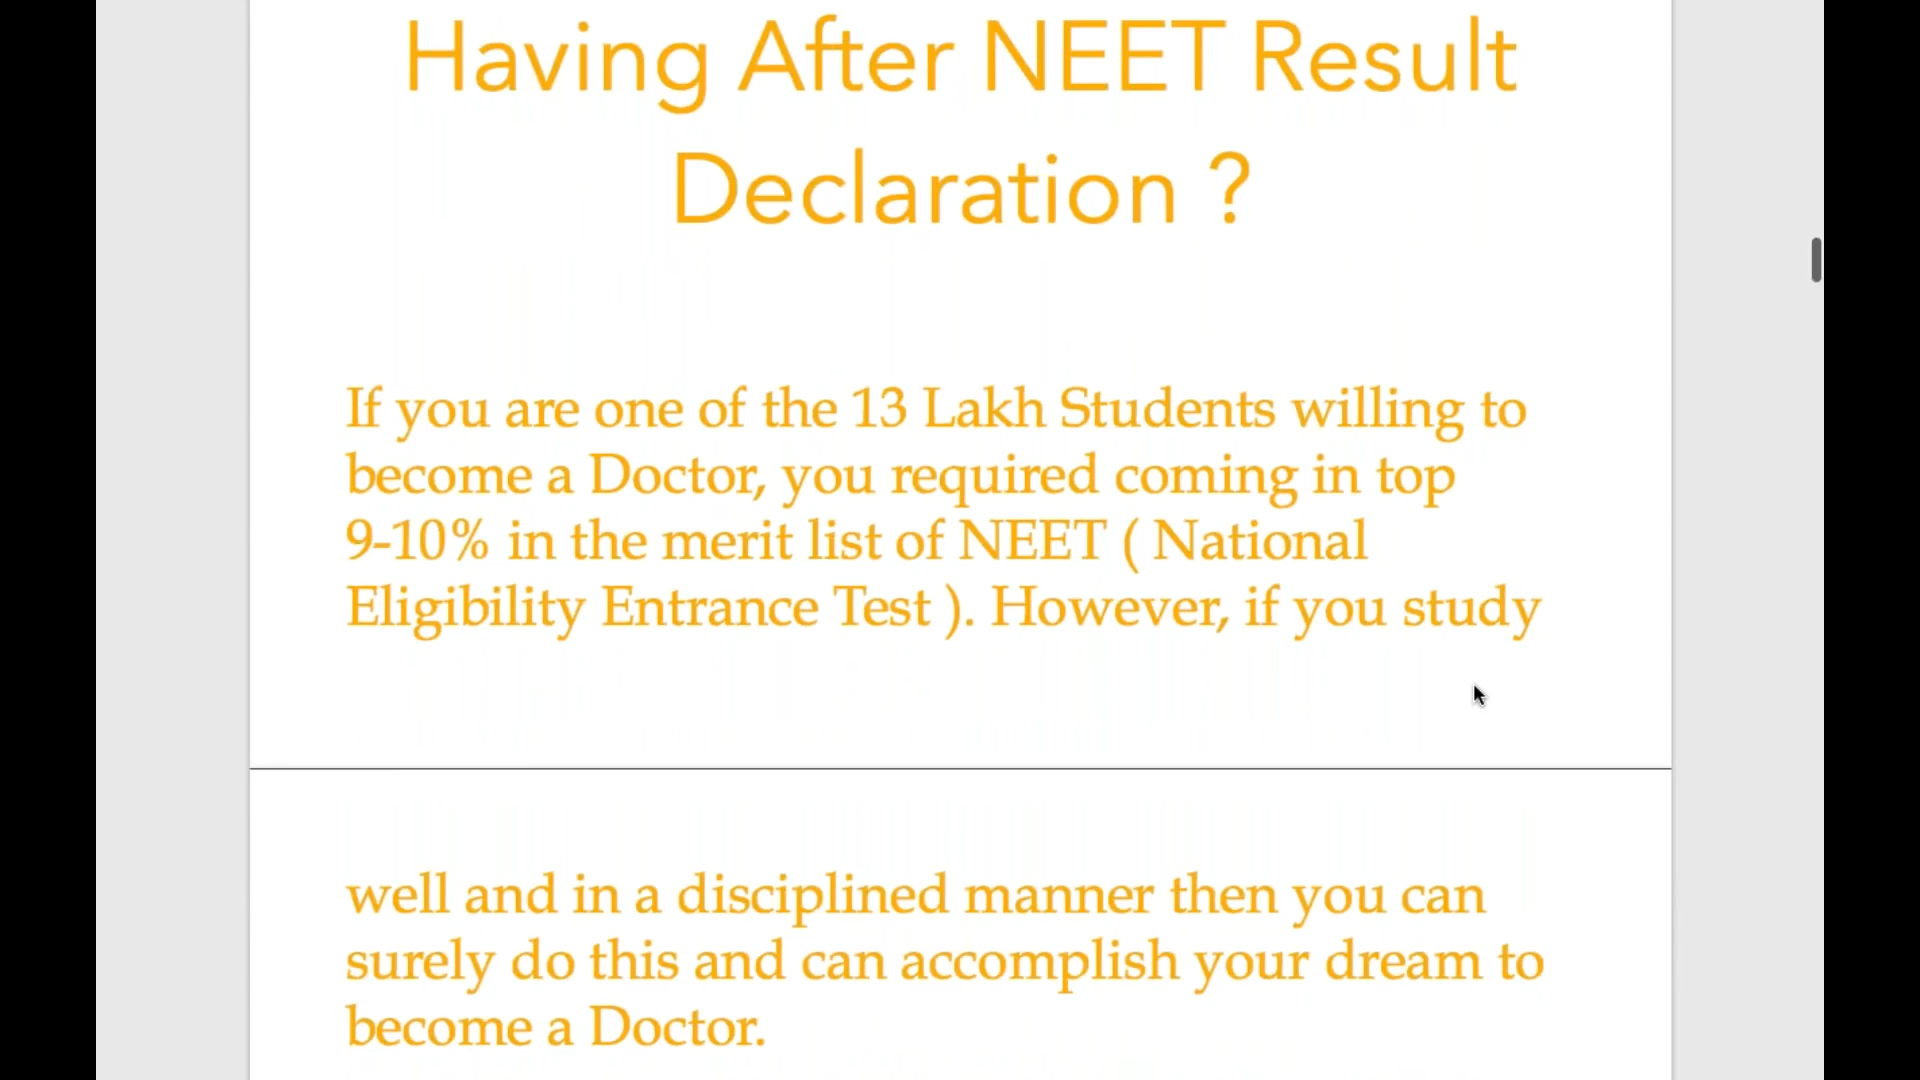 Having After NEET Result
Declaration ?
If you are one of the 13 Lakh Students willing to
become a Doctor, you required coming in top
9-10% in the merit list of NEET ( National
Eligibility Entrance Test ). However, if you study
well and in a disciplined manner then you can
surely do this and can accomplish your dream to
become a Doctor.